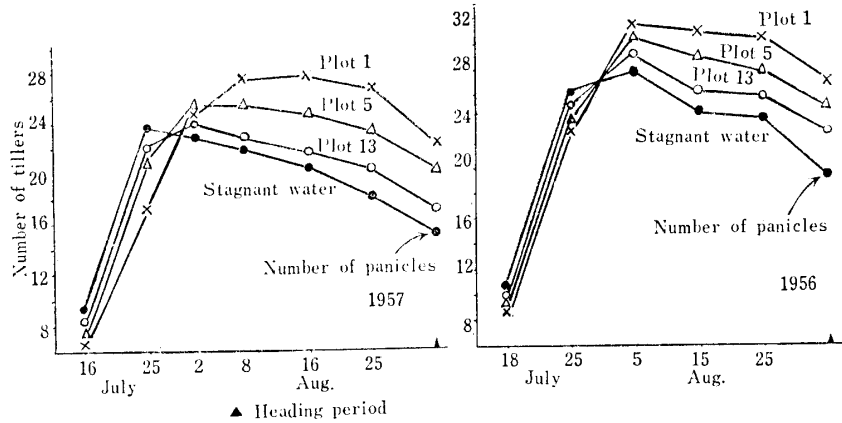 Number of tillers
28
24
20
16
12
8
Plot 1
Plot 5
Plot 13
Stagnant water
Number of panicles
1957
16 25 2 8 16 25
July Aug.
32
28
24
20
16
12
8
Plot 1
Plot 5
Plot 13
Stagnant water
Number of panicles
1956
18 25 5 15 25
July Aug.
▲ Heading period